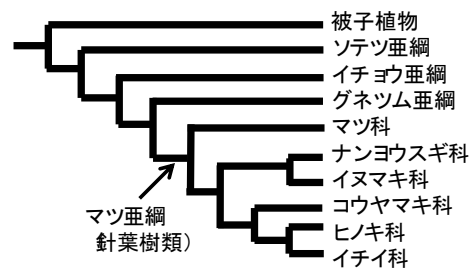 被子植物
ソテツ亜綱
イチョウ亜綱
グネツム亜綱
マツ科
ナンヨウスギ科
イヌマキ科
コウヤマキ科
ヒノキ科
イチイ科
マツ亜綱
針葉樹類）